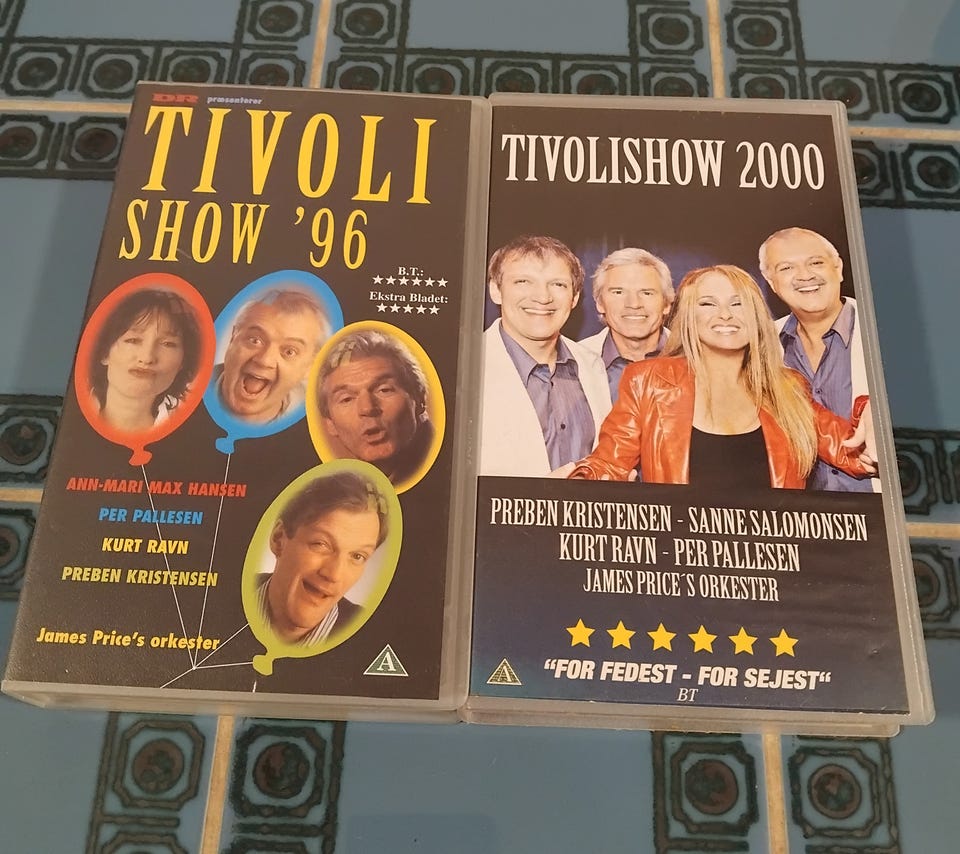 DR præsenterer
TIVOLI
SHOW '96
B.T.:
★★★★★★
Ekstra Bladet:
★★★★★
ANN-MARI MAX HANSEN
PER PALLESEN
KURT RAVN
PREBEN KRISTENSEN
James Price's orkester
A
TIVOLISHOW 2000
PREBEN KRISTENSEN - SANNE SALOMONSEN
KURT RAVN - PER PALLESEN
JAMES PRICE´S ORKESTER
★★★★★★
"FOR FEDEST - FOR SEJEST"
BT
A